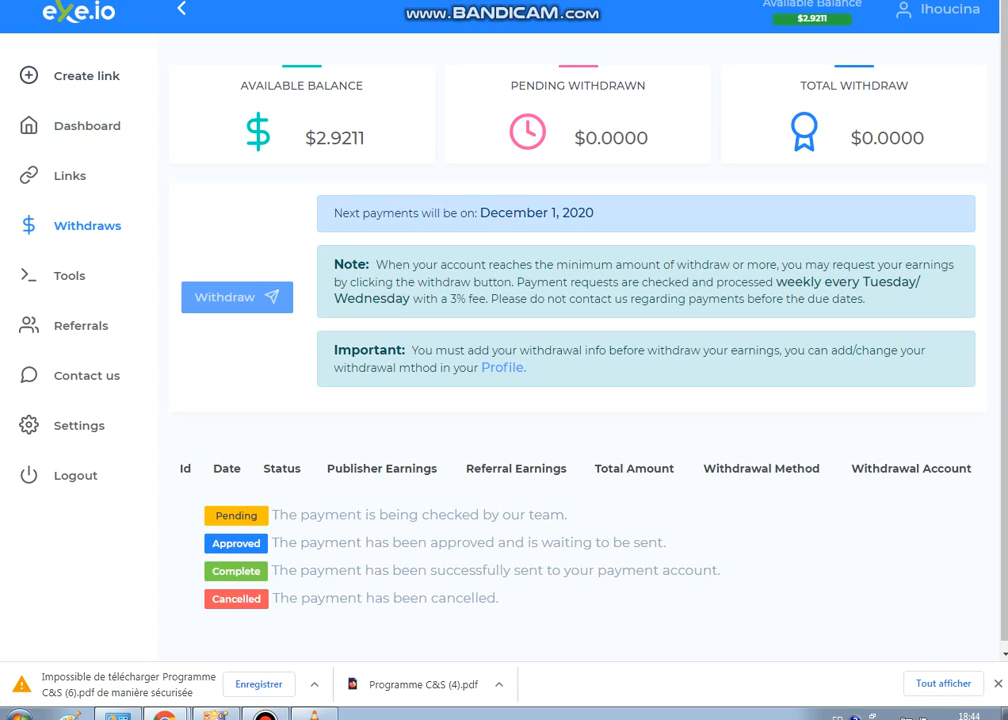 eXe.io
www.BANDICAM.com
Available Balance
$2.9211
lhoucina
Create link
Dashboard
Links
Withdraws
Tools
Referrals
Contact us
Settings
Logout
AVAILABLE BALANCE
$2.9211
PENDING WITHDRAWN
$0.0000
TOTAL WITHDRAW
$0.0000
Withdraw
Next payments will be on: December 1, 2020
Note: When your account reaches the minimum amount of withdraw or more, you may request your earnings
by clicking the withdraw button. Payment requests are checked and processed weekly every Tuesday/
Wednesday with a 3% fee. Please do not contact us regarding payments before the due dates.
Important: You must add your withdrawal info before withdraw your earnings, you can add/change your
withdrawal mthod in your Profile.
Id Date Status Publisher Earnings Referral Earnings Total Amount Withdrawal Method Withdrawal Account
Pending The payment is being checked by our team.
Approved The payment has been approved and is waiting to be sent.
Complete The payment has been successfully sent to your payment account.
Cancelled The payment has been cancelled.
Impossible de télécharger Programme
C&S (6).pdf de manière sécurisée
Enregistrer
Programme C&S (4).pdf
Tout afficher
FR
18:44